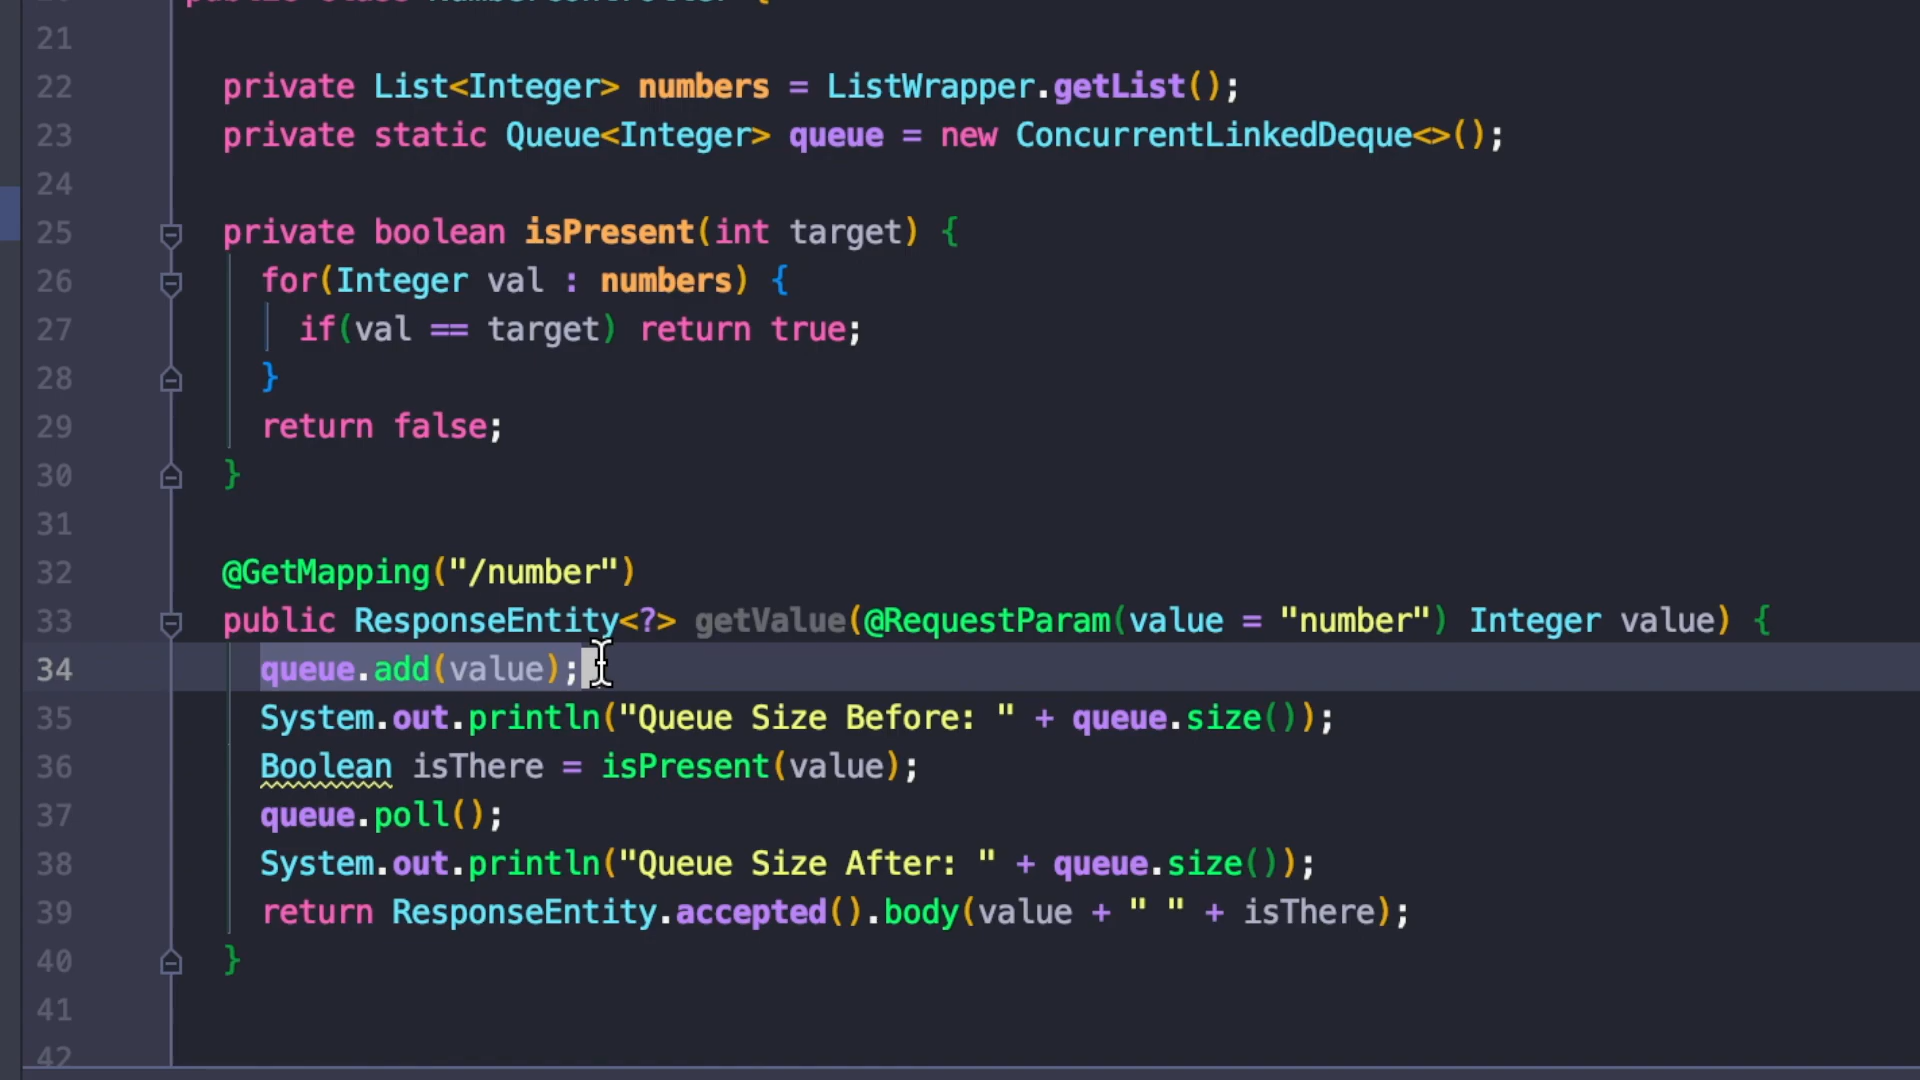 21
22 private List<Integer> numbers = ListWrapper.getList();
23 private static Queue<Integer> queue = new ConcurrentLinkedDeque<>();
24
25 private boolean isPresent(int target) {
26 for(Integer val : numbers) {
27 if(val == target) return true;
28 }
29 return false;
30 }
31
32 @GetMapping("/number")
33 public ResponseEntity<?> getValue(@RequestParam(value = "number") Integer value) {
34 queue.add(value);
35 System.out.println("Queue Size Before: " + queue.size());
36 Boolean isThere = isPresent(value);
37 queue.poll();
38 System.out.println("Queue Size After: " + queue.size());
39 return ResponseEntity.accepted().body(value + " " + isThere);
40 }
41
42